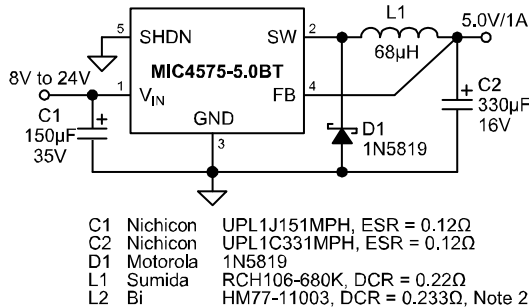 L1
5.0V/1A
5
SHDN
SW
2
68µH
8V to 24V
MIC4575-5.0BT
1
VIN
FB
4
C2
330µF
16V
C1
150µF
35V
GND
3
D1
1N5819
C1 Nichicon UPL1J151MPH, ESR = 0.12Ω
C2 Nichicon UPL1C331MPH, ESR = 0.12Ω
D1 Motorola 1N5819
L1 Sumida RCH106-680K, DCR = 0.22Ω
L2 Bi HM77-11003, DCR = 0.233Ω, Note 2